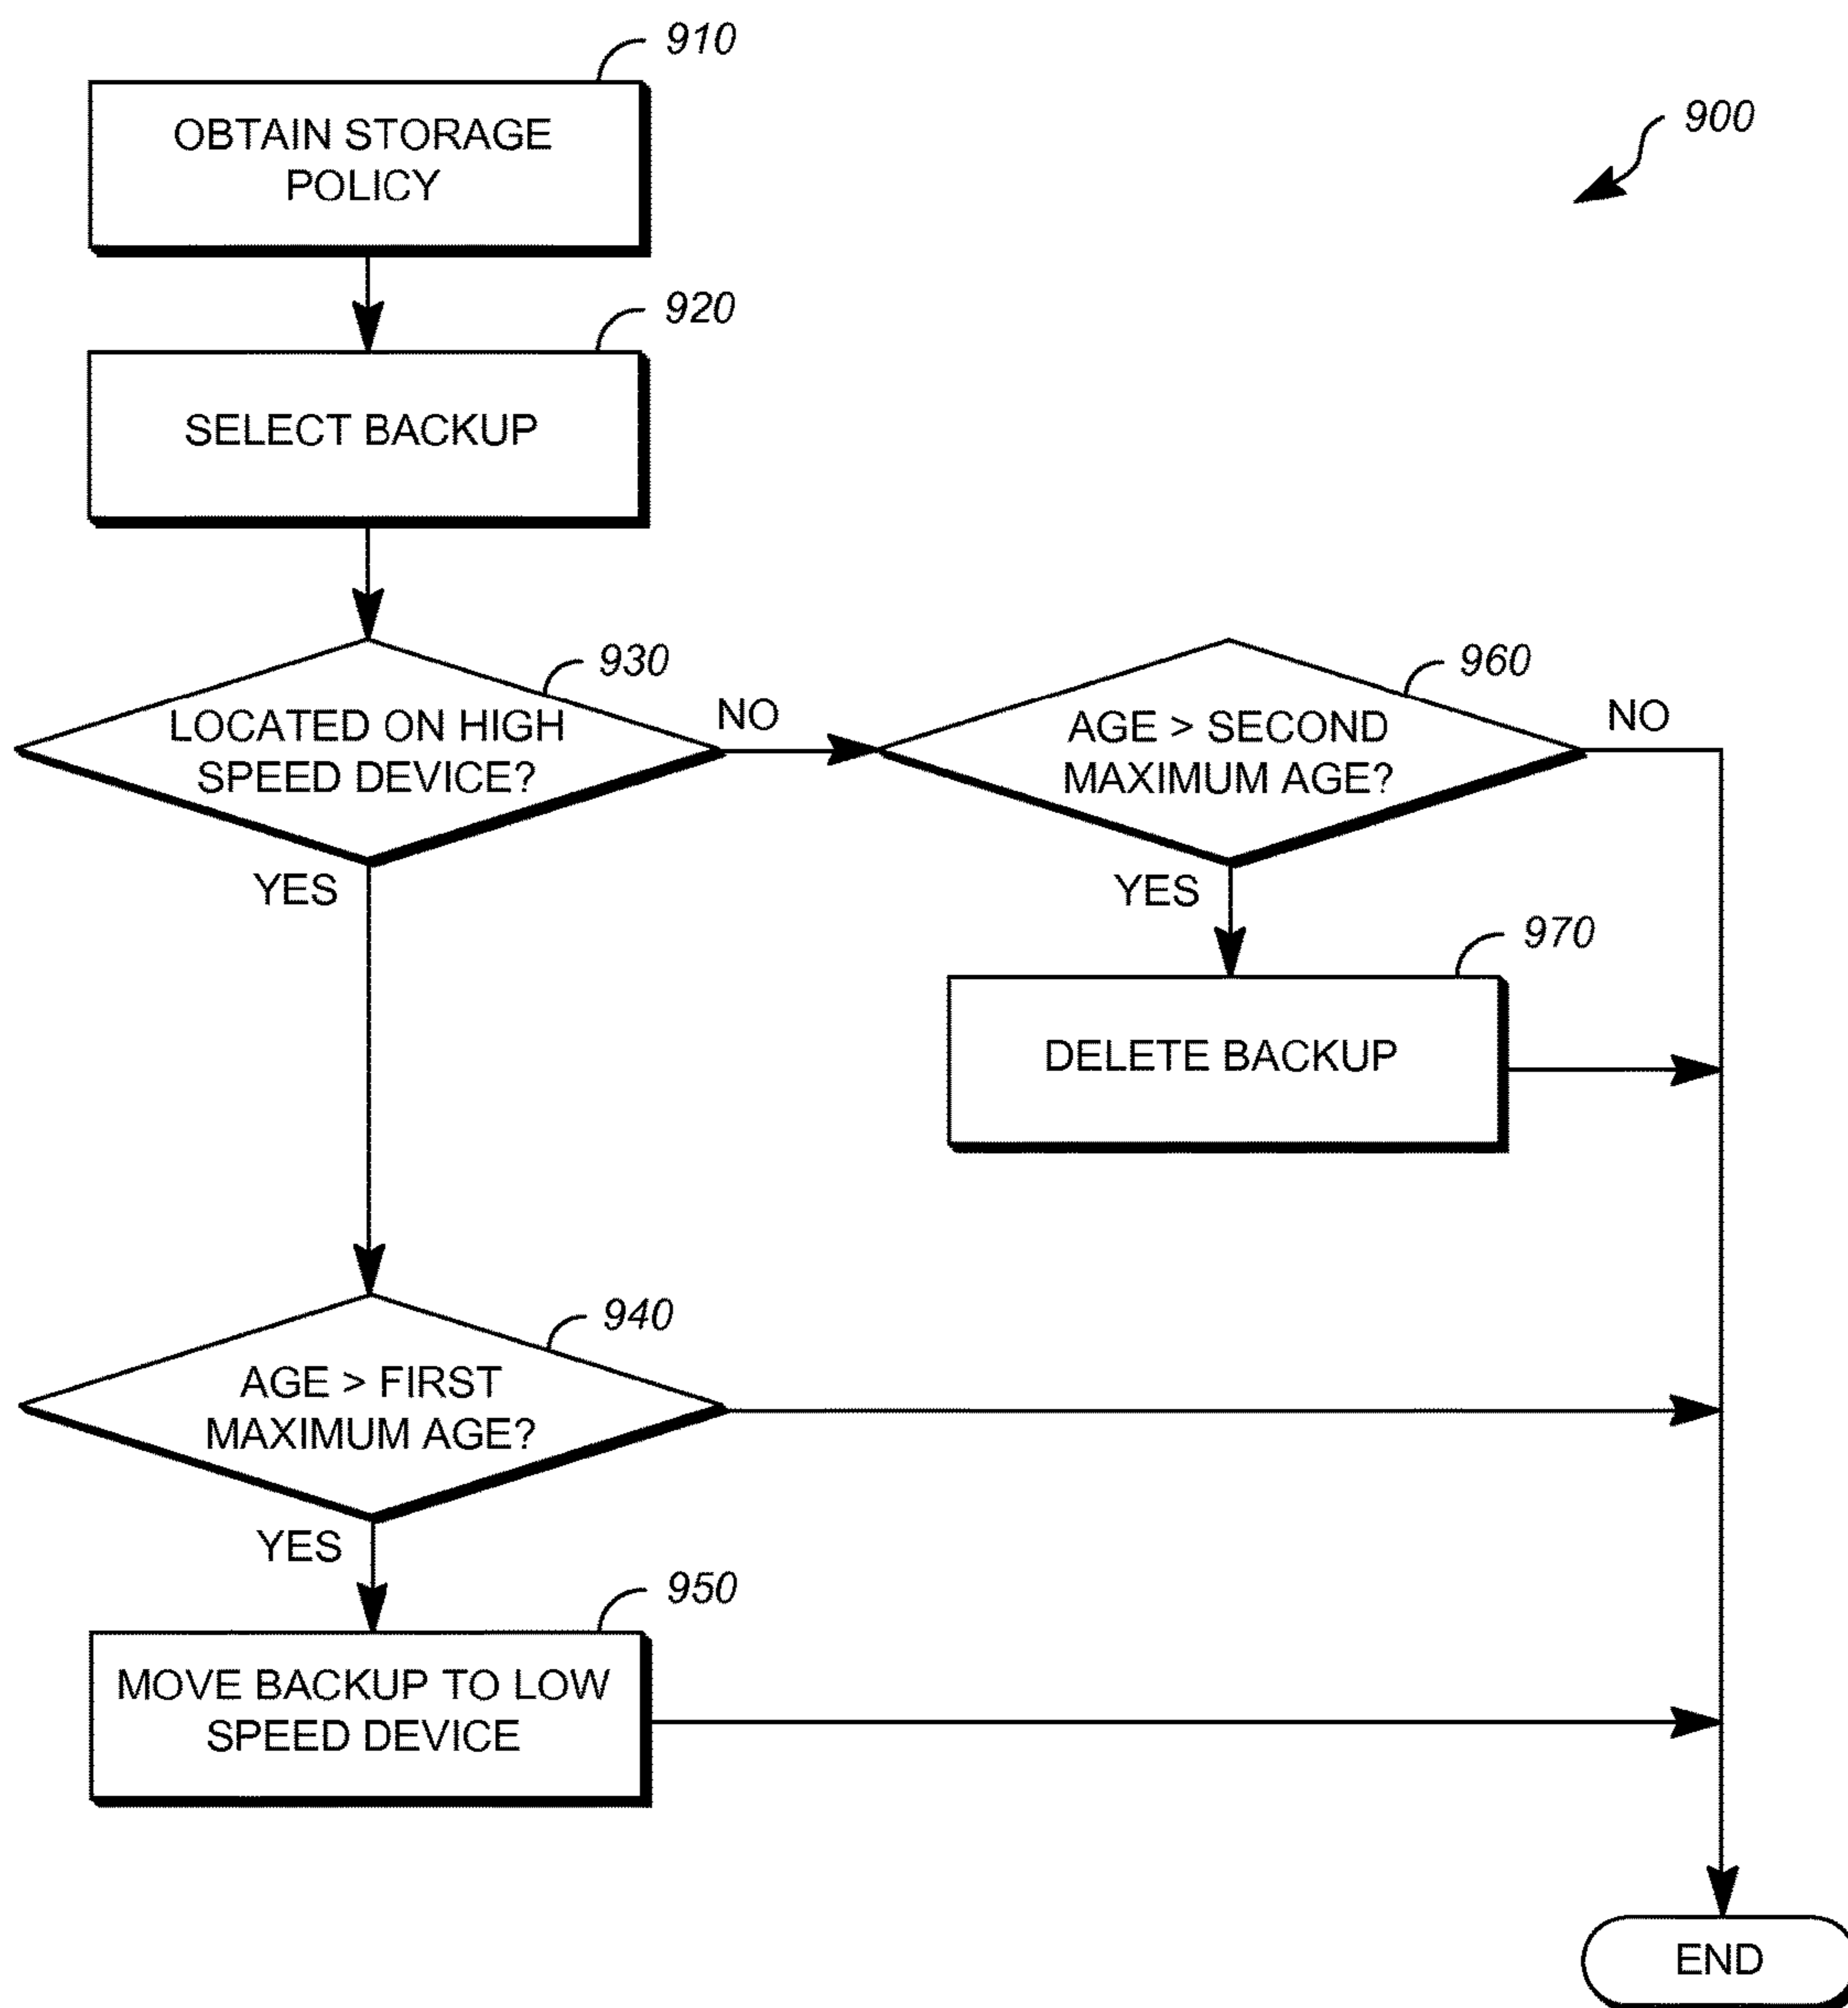 910
OBTAIN STORAGE
POLICY
900
920
SELECT BACKUP
930
LOCATED ON HIGH
SPEED DEVICE?
NO
YES
960
AGE > SECOND
MAXIMUM AGE?
NO
YES
970
DELETE BACKUP
940
AGE > FIRST
MAXIMUM AGE?
YES
950
MOVE BACKUP TO LOW
SPEED DEVICE
END